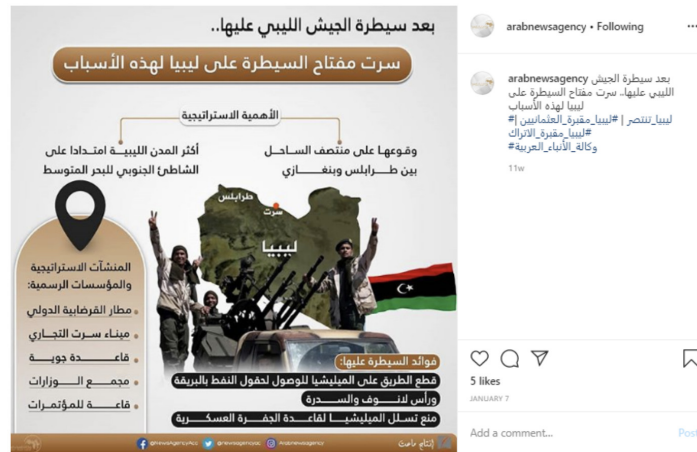 بعد سيطرة الجيش الليبي عليها..
سرت مفتاح السيطرة على ليبيا لهذه الأسباب
الأهمية الاستراتيجية
وقوعها على منتصف الساحل
بين طرابلس وبنغازي
أكثر المدن الليبية امتدادا على
الشاطئ الجنوبي للبحر المتوسط
طرابلس
سرت
ليبيا
المنشآت الاستراتيجية
والمؤسسات الرسمية:
مطار القرضابية الدولي
ميناء سرت التجاري
قاعدة جوية
مجمع الوزارات
قاعة للمؤتمرات
فوائد السيطرة عليها:
قطع الطريق على الميليشيا للوصول لحقول النفط بالبريقة
ورأس لانوف والسدرة
منع تسلل الميليشيا لقاعدة الجفرة العسكرية
@NewsAgencyAcc
@newsagencyac
Arabnewsagency
إنتاج
arabnewsagency • Following
arabnewsagency بعد سيطرة الجيش
الليبي عليها.. سرت مفتاح السيطرة على
ليبيا لهذه الأسباب
#ليبيا_تنتصر | #ليبيا_مقبرة_العثمانيين |
#ليبيا_مقبرة_الاتراك
#وكالة_الأنباء_العربية
11w
5 likes
JANUARY 7
Add a comment...
Post